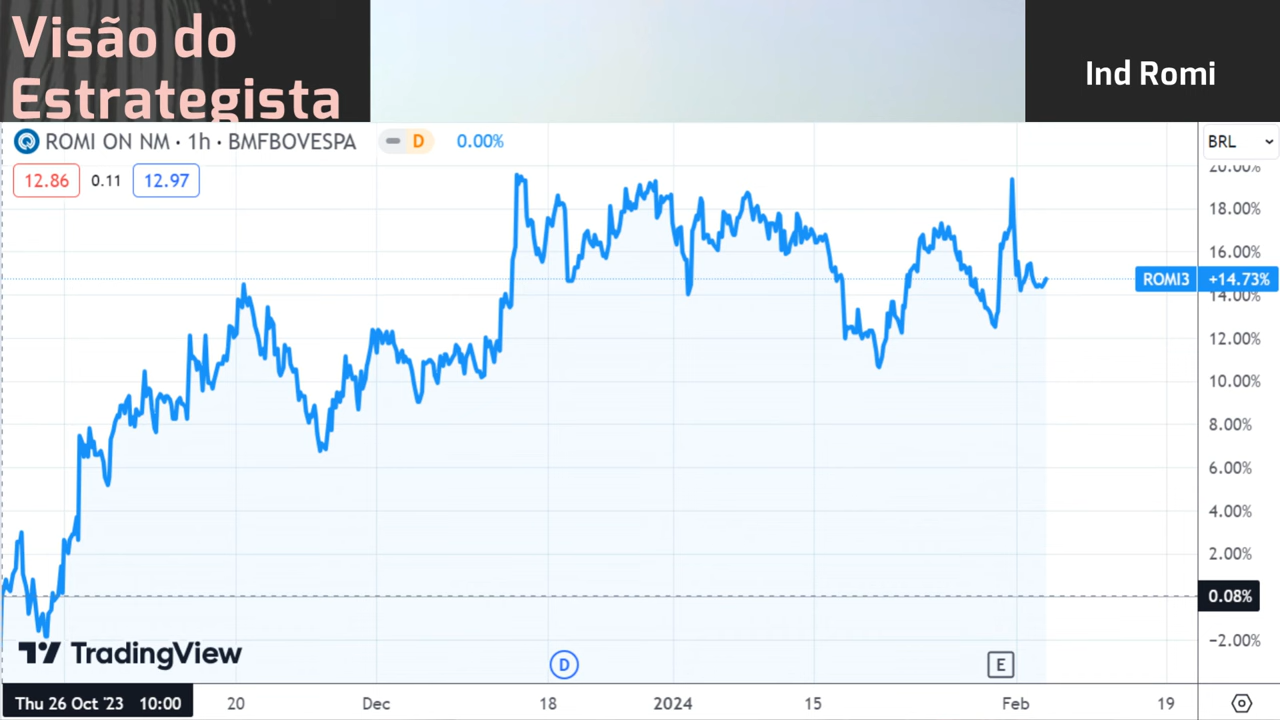 Visão do
Estrategista
Ind Romi
ROMI ON NM · 1h · BMFBOVESPA
D
0.00%
BRL
12.86
0.11
12.97
20.00%
18.00%
16.00%
ROMI3
+14.73%
14.00%
12.00%
10.00%
8.00%
6.00%
4.00%
2.00%
0.08%
−2.00%
TradingView
D
E
Thu 26 Oct '23 10:00
20
Dec
18
2024
15
Feb
19